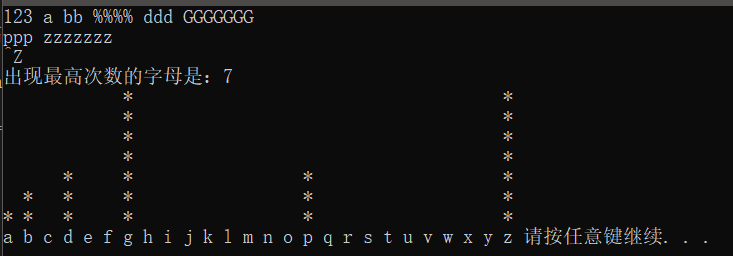 123 a bb %%%% ddd GGGGGGG
ppp zzzzzzz
^Z
出现最高次数的字母是：7
            *                                     *
            *                                     *
            *                                     *
            *                                     *
      *     *                 *                   *
  *   *     *                 *                   *
* *   *     *                 *                   *
a b c d e f g h i j k l m n o p q r s t u v w x y z 请按任意键继续. . .